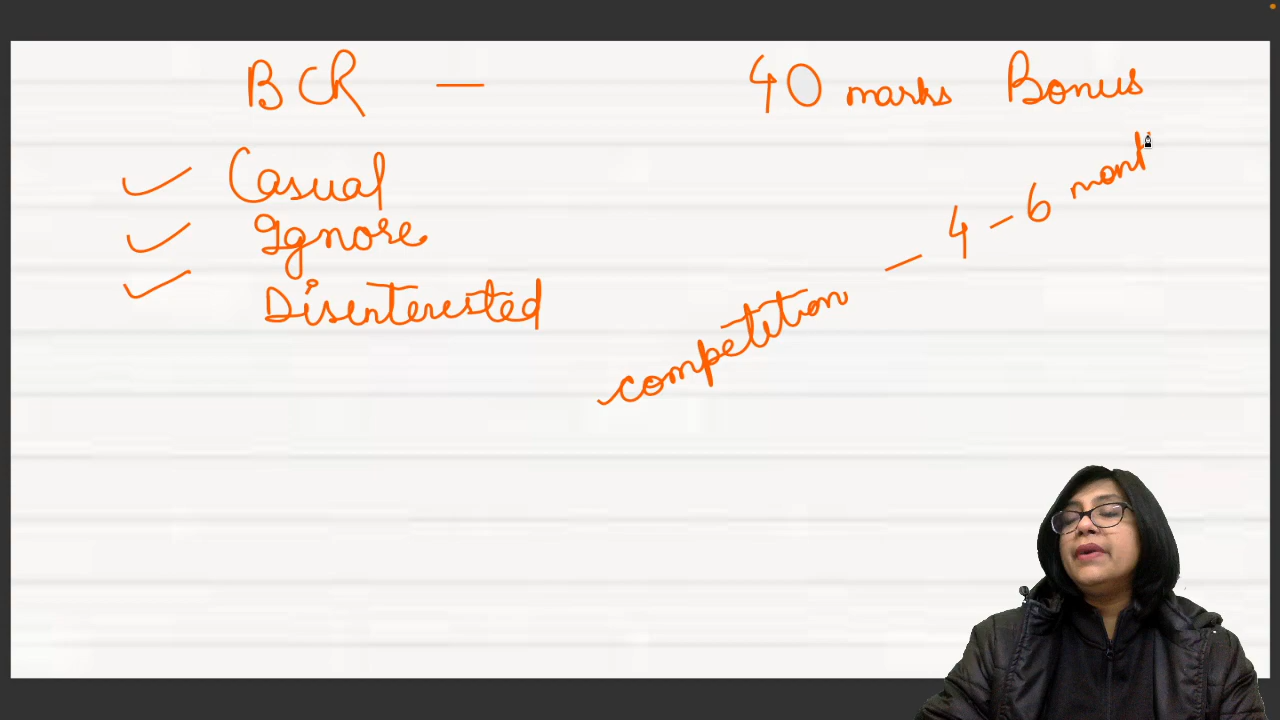 BCR — 40 marks Bonus
Casual
Ignore
Disinterested
competition – 4 – 6 mont